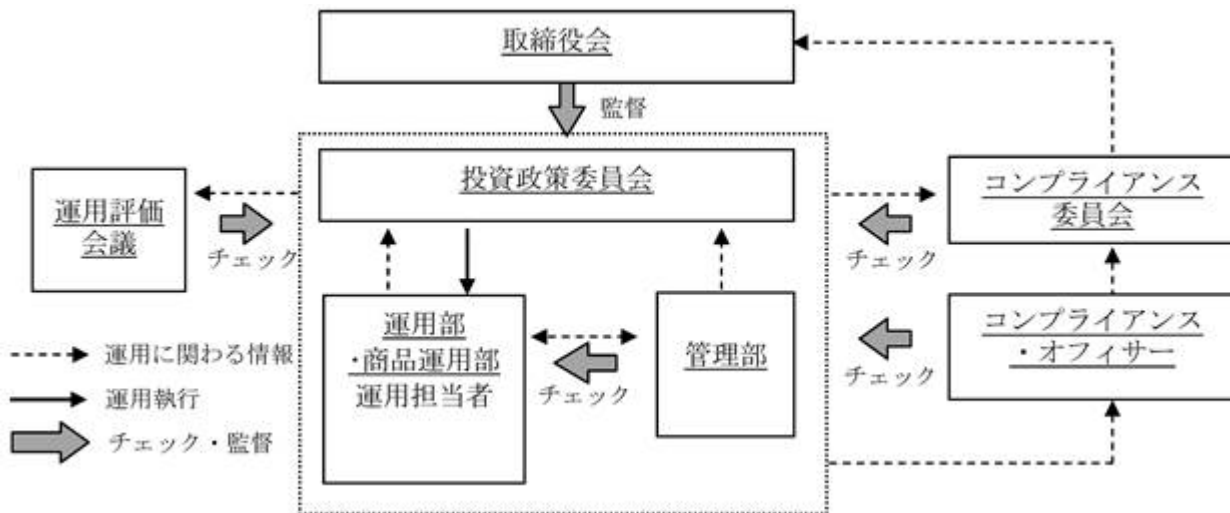 取締役会
監督
投資政策委員会
運用評価
会議
チェック
コンプライアンス
委員会
チェック
運用部
・商品運用部
運用担当者
チェック
管理部
コンプライアンス
・オフィサー
チェック
運用に関わる情報
運用執行
チェック・監督